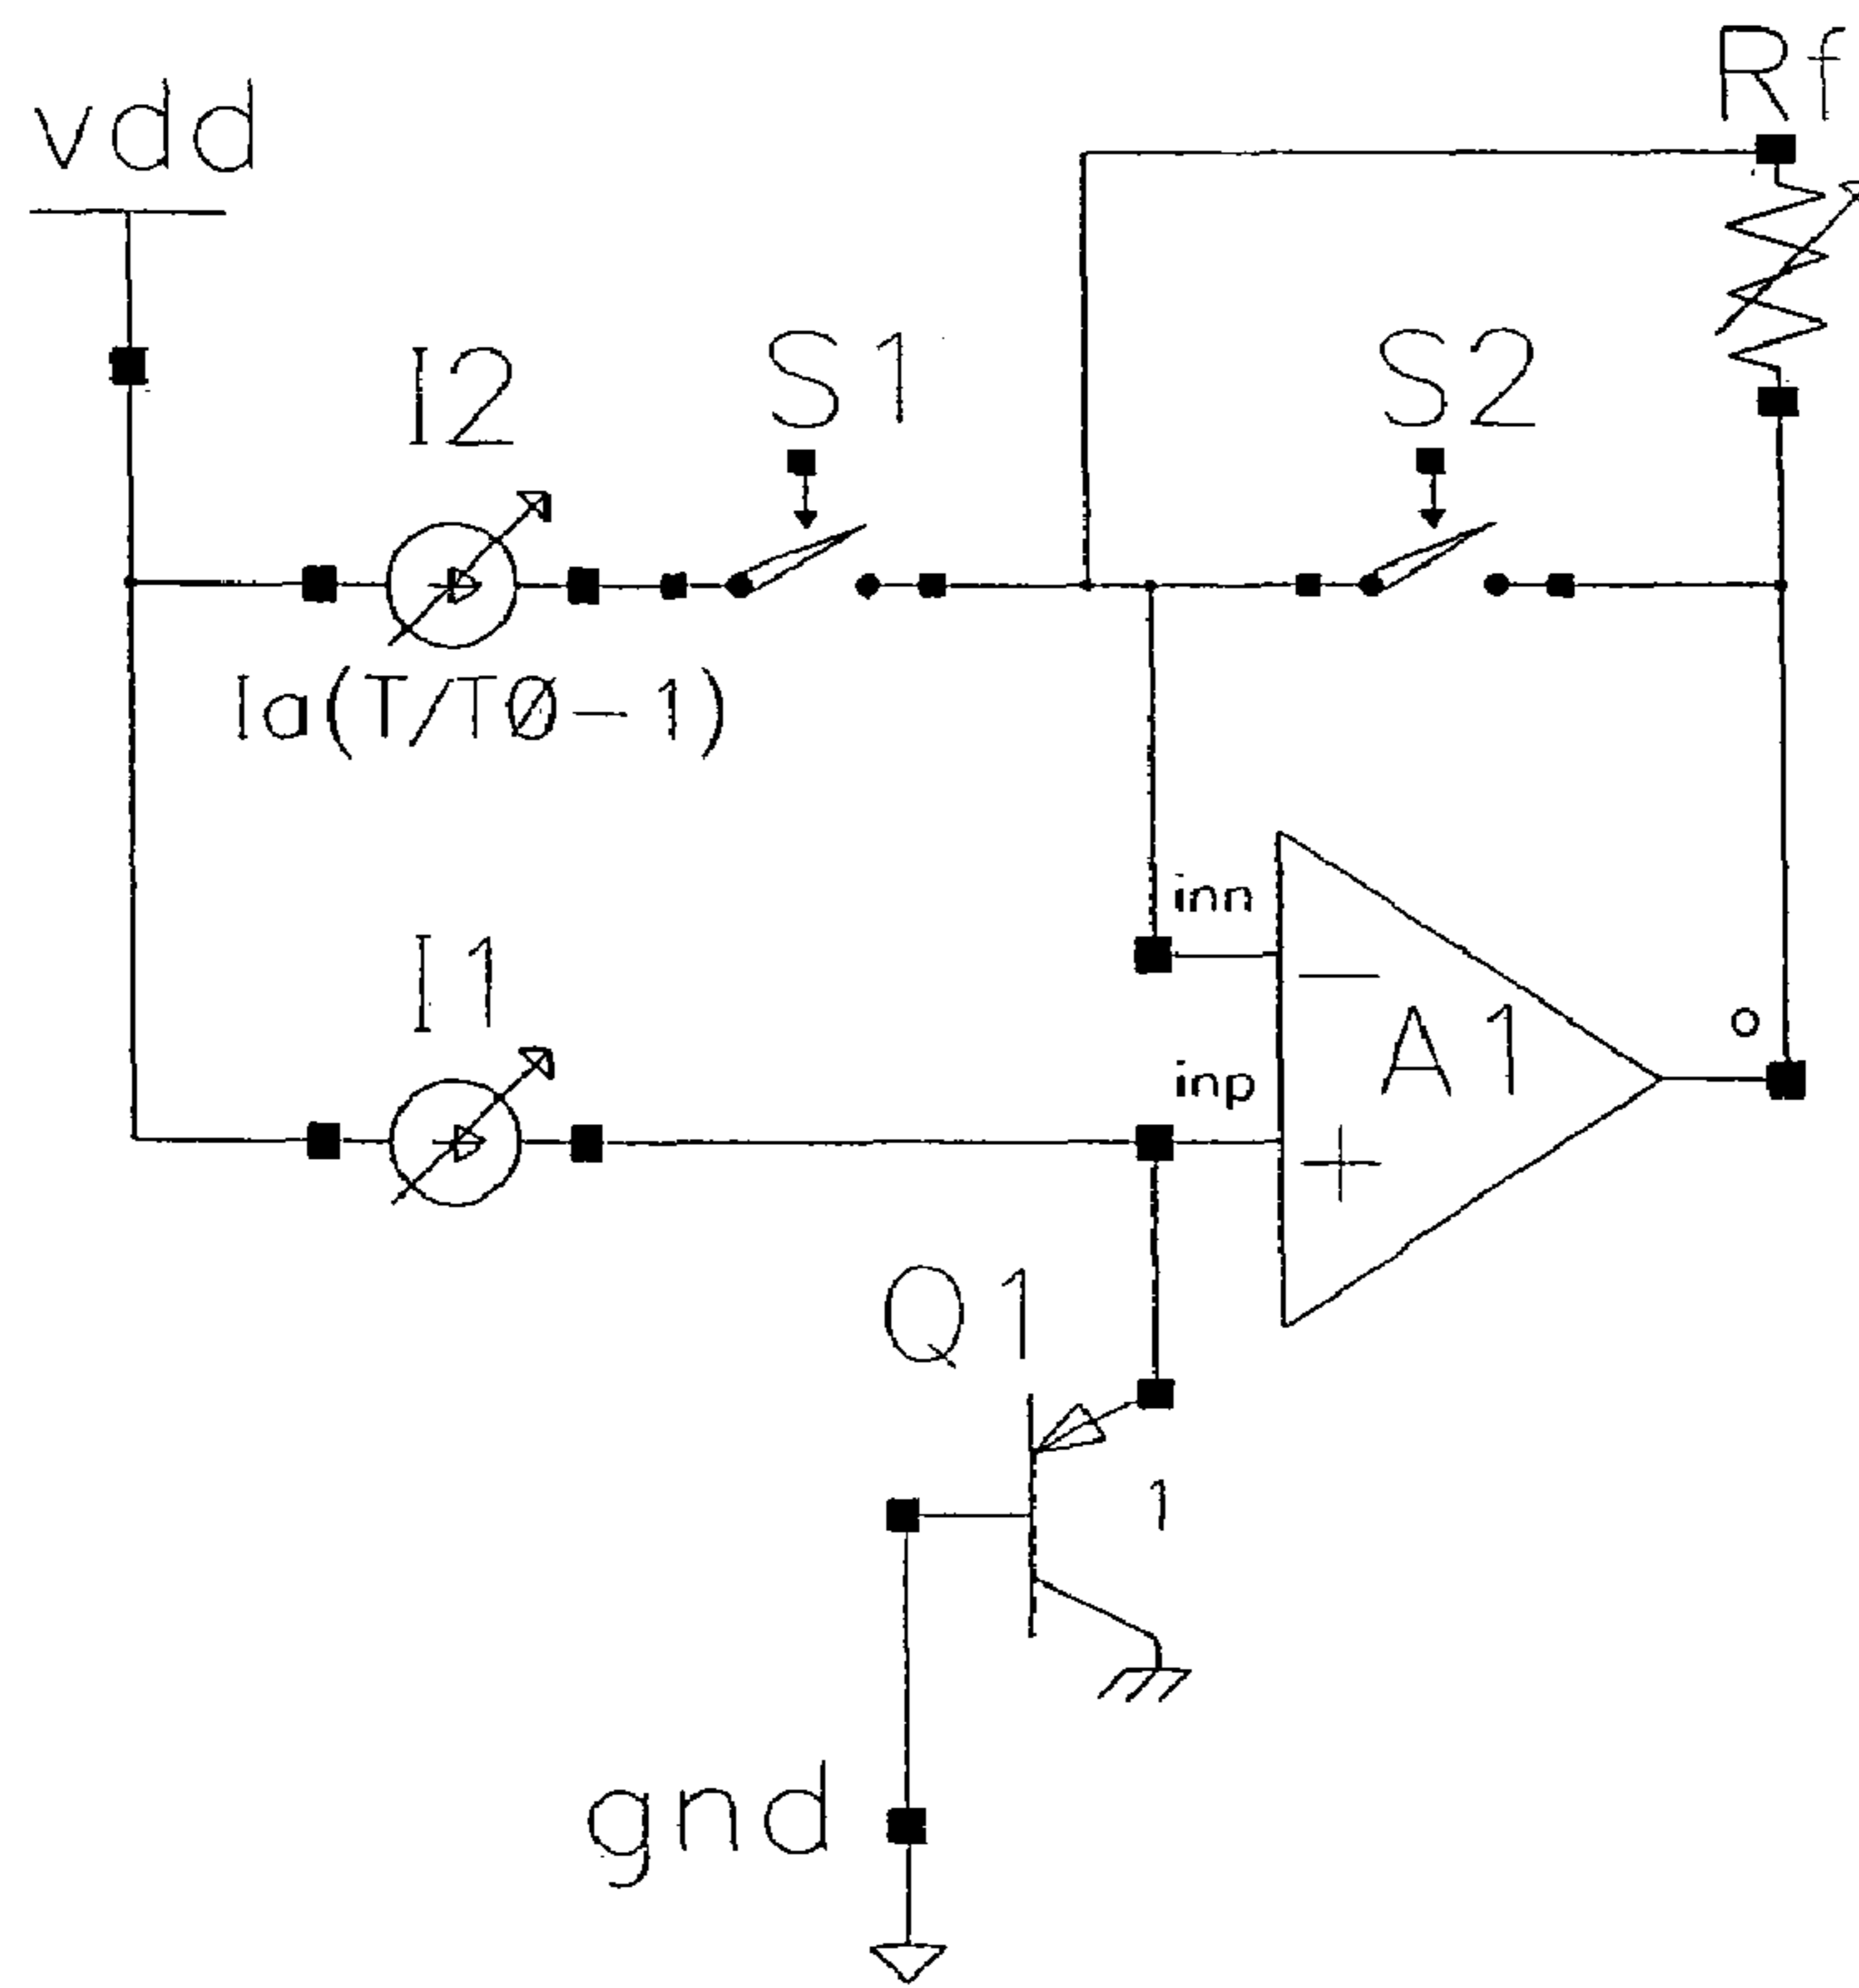 Rf
vdd
I2
S1
S2
Ia(T/TØ-1)
inn
I1
A1
o
inp
Q1
1
gnd